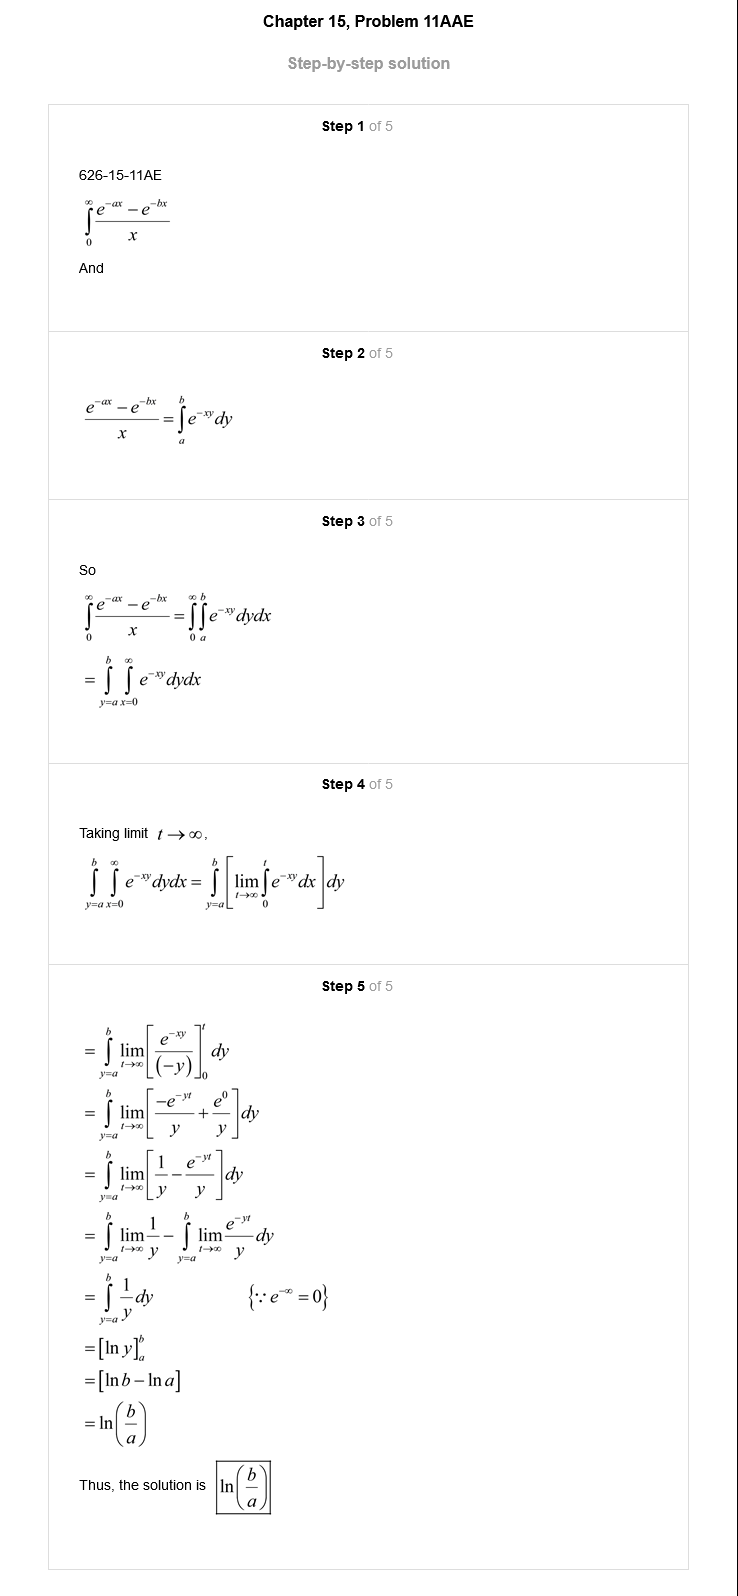 Chapter 15, Problem 11AAE
Step-by-step solution
Step 1 of 5
626-15-11AE
$\int_{0}^{\infty} \frac{e^{-ax} - e^{-bx}}{x}$
And
Step 2 of 5
$\frac{e^{-ax} - e^{-bx}}{x} = \int_{a}^{b} e^{-xy} dy$
Step 3 of 5
So
$\int_{0}^{\infty} \frac{e^{-ax} - e^{-bx}}{x} = \int_{0}^{\infty} \int_{a}^{b} e^{-xy} dydx$
$= \int_{y=a}^{b} \int_{x=0}^{\infty} e^{-xy} dydx$
Step 4 of 5
Taking limit $t \to \infty$,
$\int_{y=a}^{b} \int_{x=0}^{\infty} e^{-xy} dydx = \int_{y=a}^{b} \left[ \lim_{t \to \infty} \int_{0}^{t} e^{-xy} dx \right] dy$
Step 5 of 5
$= \int_{y=a}^{b} \lim_{t \to \infty} \left[ \frac{e^{-xy}}{(-y)} \right]_{0}^{t} dy$
$= \int_{y=a}^{b} \lim_{t \to \infty} \left[ \frac{-e^{-yt}}{y} + \frac{e^{0}}{y} \right] dy$
$= \int_{y=a}^{b} \lim_{t \to \infty} \left[ \frac{1}{y} - \frac{e^{-yt}}{y} \right] dy$
$= \int_{y=a}^{b} \lim_{t \to \infty} \frac{1}{y} - \int_{y=a}^{b} \lim_{t \to \infty} \frac{e^{-yt}}{y} dy$
$= \int_{y=a}^{b} \frac{1}{y} dy \qquad \{\because e^{-\infty} = 0\}$
$= [\ln y]_{a}^{b}$
$= [\ln b - \ln a]$
$= \ln \left( \frac{b}{a} \right)$
Thus, the solution is $\boxed{\ln \left( \frac{b}{a} \right)}$